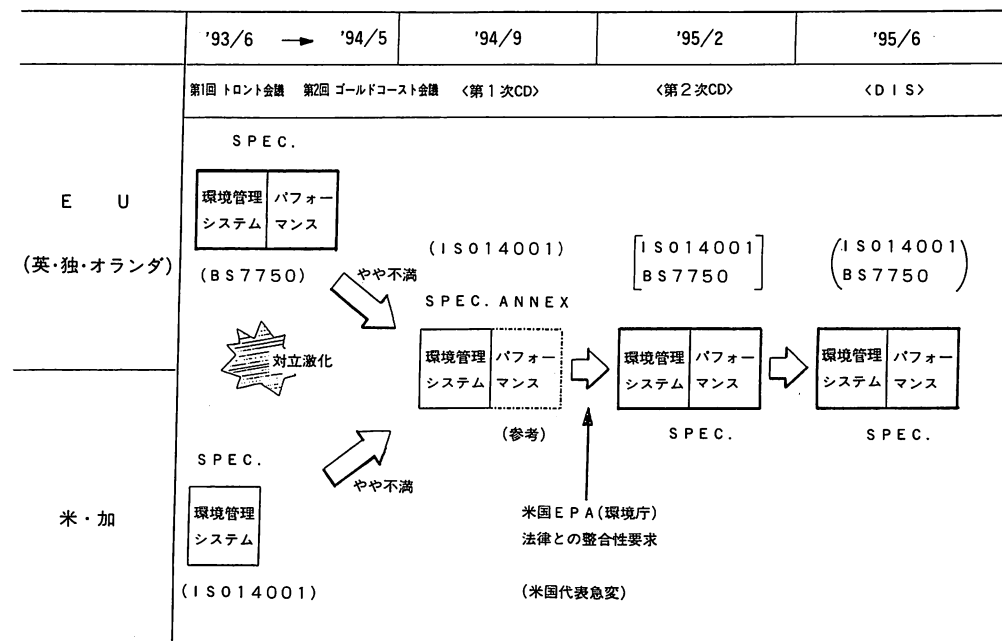 '93/6 → '94/5
'94/9
'95/2
'95/6
第1回 トロント会議 第2回 ゴールドコースト会議
<第1次CD>
<第2次CD>
<DIS>
EU
(英・独・オランダ)
SPEC.
環境管理 パフォー
システム マンス
(BS7750)
やや不満
対立激化
米・加
SPEC.
環境管理
システム
(ISO14001)
やや不満
(ISO14001)
SPEC. ANNEX
環境管理 パフォー
システム マンス
(参考)
米国EPA(環境庁)
法律との整合性要求
(米国代表急変)
[ISO14001
BS7750]
環境管理 パフォー
システム マンス
SPEC.
(ISO14001
BS7750)
環境管理 パフォー
システム マンス
SPEC.